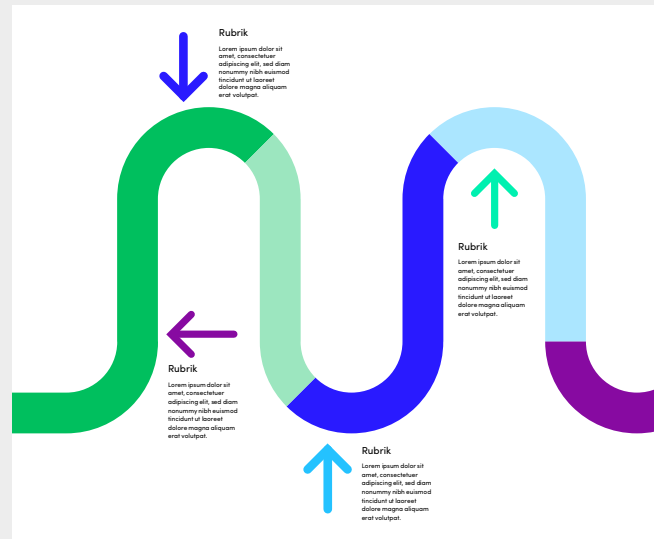 Rubrik
Lorem ipsum dolor sit
amet, consectetuer
adipiscing elit, sed diam
nonummy nibh euismod
tincidunt ut laoreet
dolore magna aliquam
erat volutpat.
Rubrik
Lorem ipsum dolor sit
amet, consectetuer
adipiscing elit, sed diam
nonummy nibh euismod
tincidunt ut laoreet
dolore magna aliquam
erat volutpat.
Rubrik
Lorem ipsum dolor sit
amet, consectetuer
adipiscing elit, sed diam
nonummy nibh euismod
tincidunt ut laoreet
dolore magna aliquam
erat volutpat.
Rubrik
Lorem ipsum dolor sit
amet, consectetuer
adipiscing elit, sed diam
nonummy nibh euismod
tincidunt ut laoreet
dolore magna aliquam
erat volutpat.